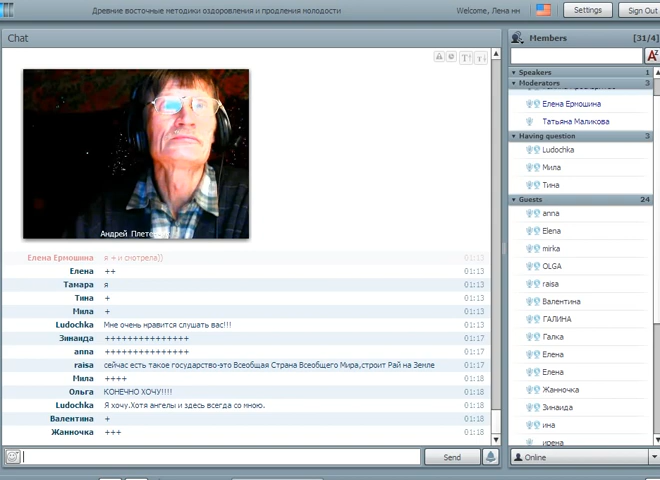 Древние восточные методики оздоровления и продления молодости
Welcome, Лена нн
Settings
Sign Out
Chat
Андрей
Елена Ермошина я + и смотрела)) 01:13
Елена ++ 01:13
Тамара я 01:13
Тина + 01:13
Мила + 01:13
Ludochka Мне очень нравится слушать вас!!! 01:13
Зинаида +++++++++++++++ 01:17
anna +++++++++++++++ 01:17
raisa сейчас есть такое государство-это Всеобщая Страна Всеобщего Мира,строит Рай на Земле 01:17
Мила ++++ 01:18
Ольга КОНЕЧНО ХОЧУ!!!! 01:18
Ludochka Я хочу.Хотя ангелы и здесь всегда со мною. 01:18
Валентина + 01:18
Жанночка +++ 01:18
Send
Members [31/4]
Speakers 1
Moderators 3
Елена Ермошина
Татьяна Маликова
Having question 3
Ludochka
Мила
Тина
Guests 24
anna
Elena
mirka
OLGA
raisa
Валентина
ГАЛИНА
Галка
Елена
Елена
Жанночка
Зинаида
ина
ирена
Online